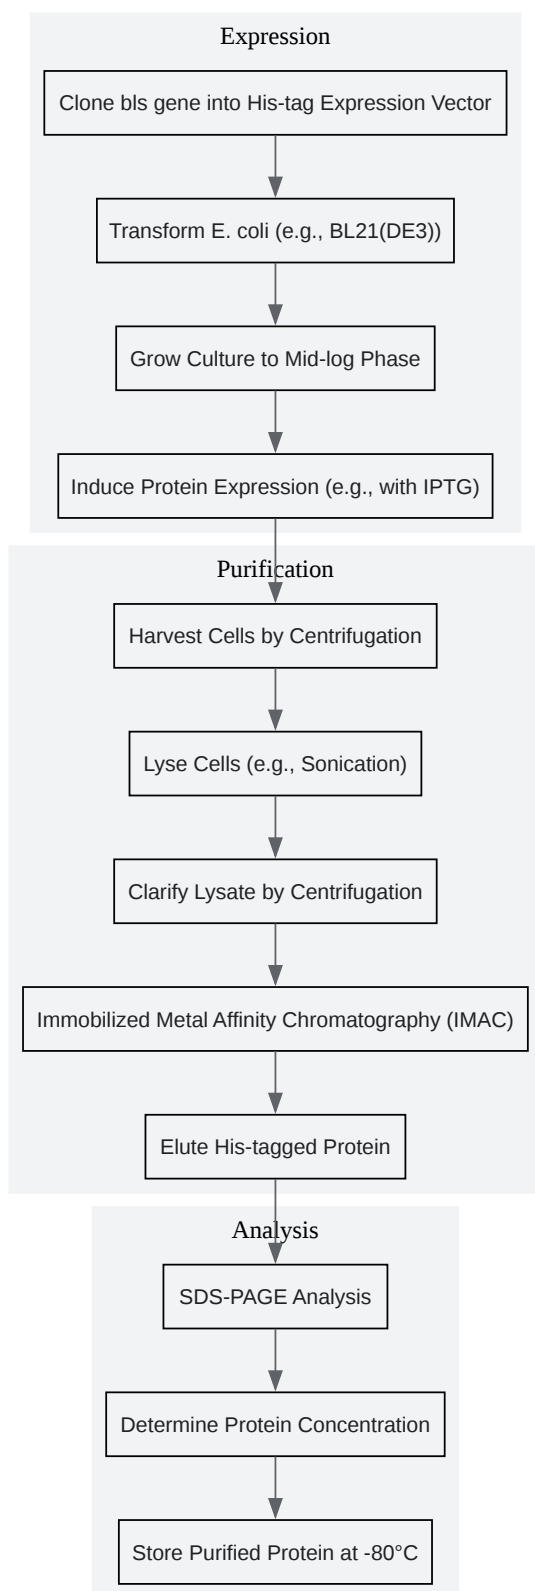 Expression
Clone bls gene into His-tag Expression Vector
Transform E. coli (e.g., BL21(DE3))
Grow Culture to Mid-log Phase
Induce Protein Expression (e.g., with IPTG)
Purification
Harvest Cells by Centrifugation
Lyse Cells (e.g., Sonication)
Clarify Lysate by Centrifugation
Immobilized Metal Affinity Chromatography (IMAC)
Elute His-tagged Protein
Analysis
SDS-PAGE Analysis
Determine Protein Concentration
Store Purified Protein at -80°C